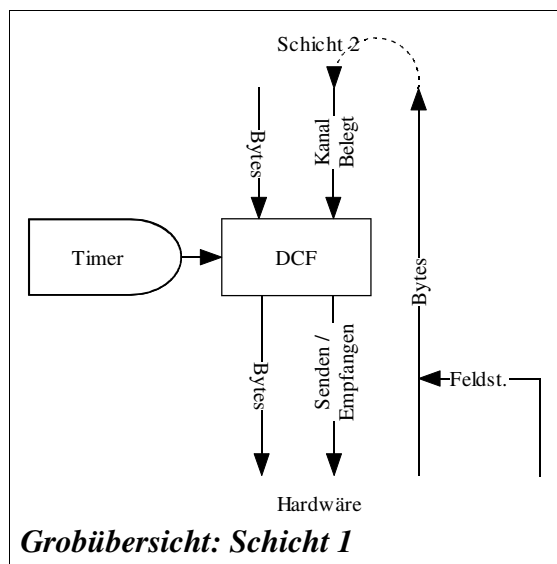 Schicht 2
Bytes
Kanal
Belegt
Timer
DCF
Bytes
Bytes
Senden /
Empfangen
Feldst.
Hardwäre
Grobübersicht: Schicht 1